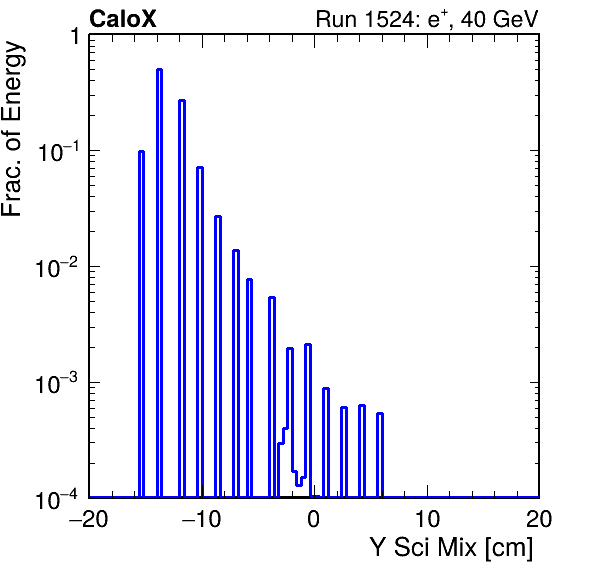 CaloX Run 1524: e⁺, 40 GeV
Frac. of Energy
1
10⁻¹
10⁻²
10⁻³
10⁻⁴
−20 −10 0 10 20
Y Sci Mix [cm]